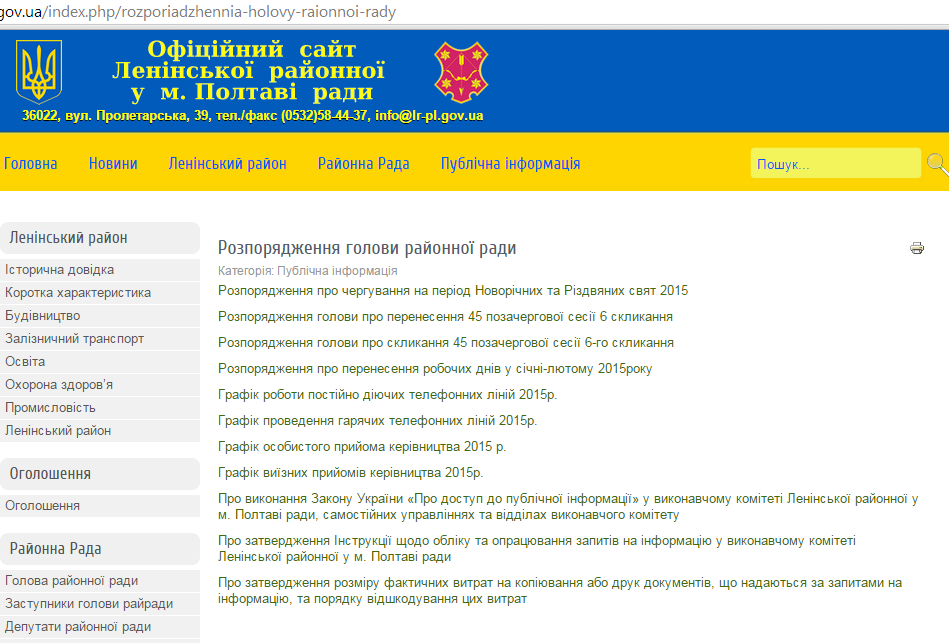 gov.ua/index.php/rozporiadzhennia-holovy-raionnoi-rady
Офіційний сайт
Ленінської районної
у м. Полтаві ради
36022, вул. Пролетарська, 39, тел./факс (0532)58-44-37, info@lr-pl.gov.ua
Головна Новини Ленінський район Районна Рада Публічна інформація Пошук...
Ленінський район
Історична довідка
Коротка характеристика
Будівництво
Залізничний транспорт
Освіта
Охорона здоров'я
Промисловість
Ленінський район
Оголошення
Оголошення
Районна Рада
Голова районної ради
Заступники голови райради
Депутати районної ради
Розпорядження голови районної ради
Категорія: Публічна інформація
Розпорядження про чергування на період Новорічних та Різдвяних свят 2015
Розпорядження голови про перенесення 45 позачергової сесії 6 скликання
Розпорядження голови про скликання 45 позачергової сесії 6-го скликання
Розпорядження про перенесення робочих днів у січні-лютому 2015року
Графік роботи постійно діючих телефонних ліній 2015р.
Графік проведення гарячих телефонних ліній 2015р.
Графік особистого прийома керівництва 2015 р.
Графік виїзних прийомів керівництва 2015р.
Про виконання Закону України «Про доступ до публічної інформації» у виконавчому комітеті Ленінської районної у
м. Полтаві ради, самостійних управліннях та відділах виконавчого комітету
Про затвердження Інструкції щодо обліку та опрацювання запитів на інформацію у виконавчому комітеті
Ленінської районної у м. Полтаві ради
Про затвердження розміру фактичних витрат на копіювання або друк документів, що надаються за запитами на
інформацію, та порядку відшкодування цих витрат